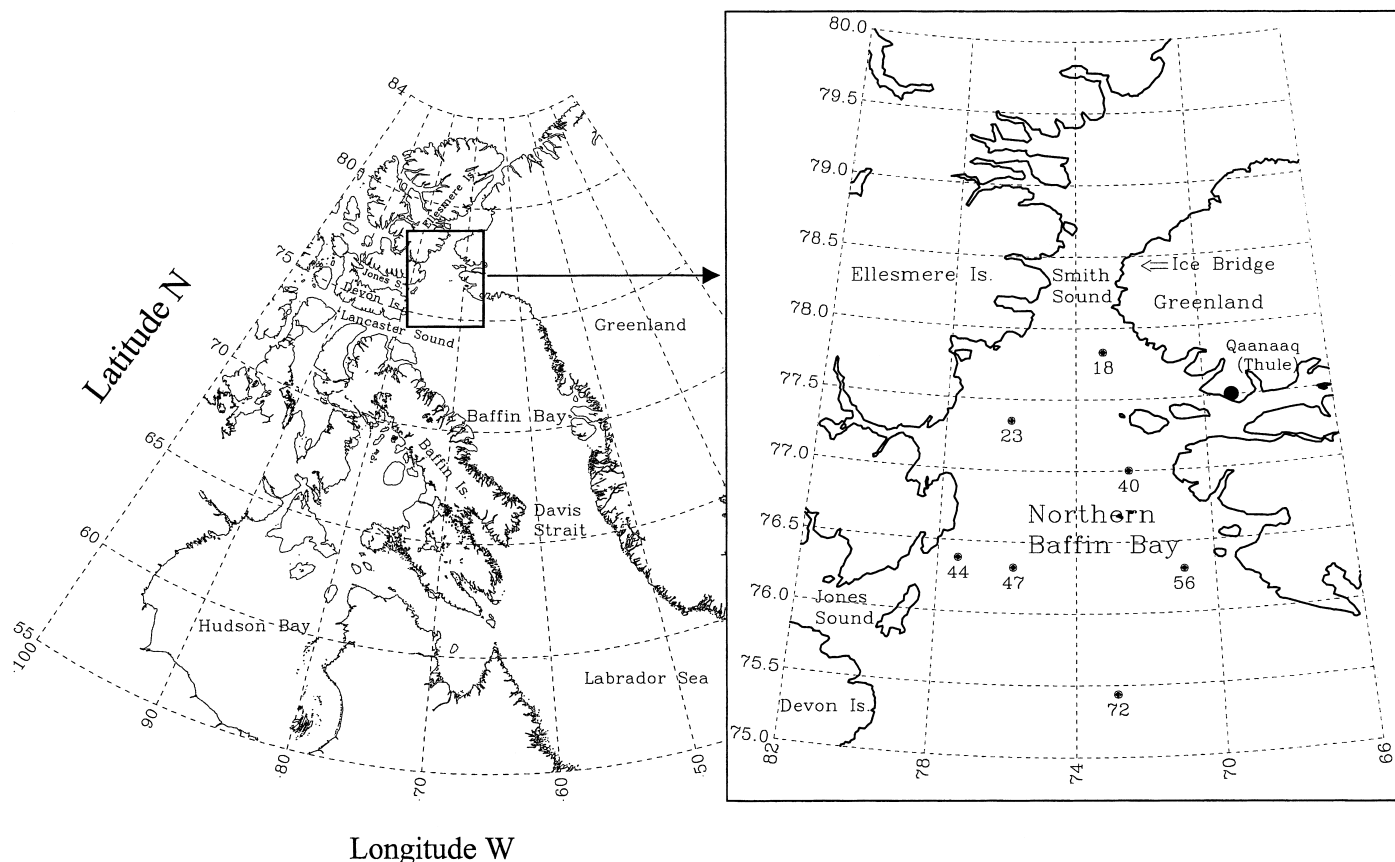 84
80
75
70
65
60
55
-100
90
-80
-70
-60
-50
Latitude N
Longitude W
Ellesmere Is.
Jones S.
Devon Is.
Lancaster Sound
Greenland
Baffin Bay
Baffin Is.
Davis
Strait
Hudson Bay
Labrador Sea
80.0
79.5
79.0
78.5
78.0
77.5
77.0
76.5
76.0
75.5
75.0
82
78
74
70
66
Ellesmere Is.
Smith
Sound
Ice Bridge
Greenland
Qaanaaq
(Thule)
18
23
40
Northern
Baffin Bay
44
47
56
Jones
Sound
72
Devon Is.